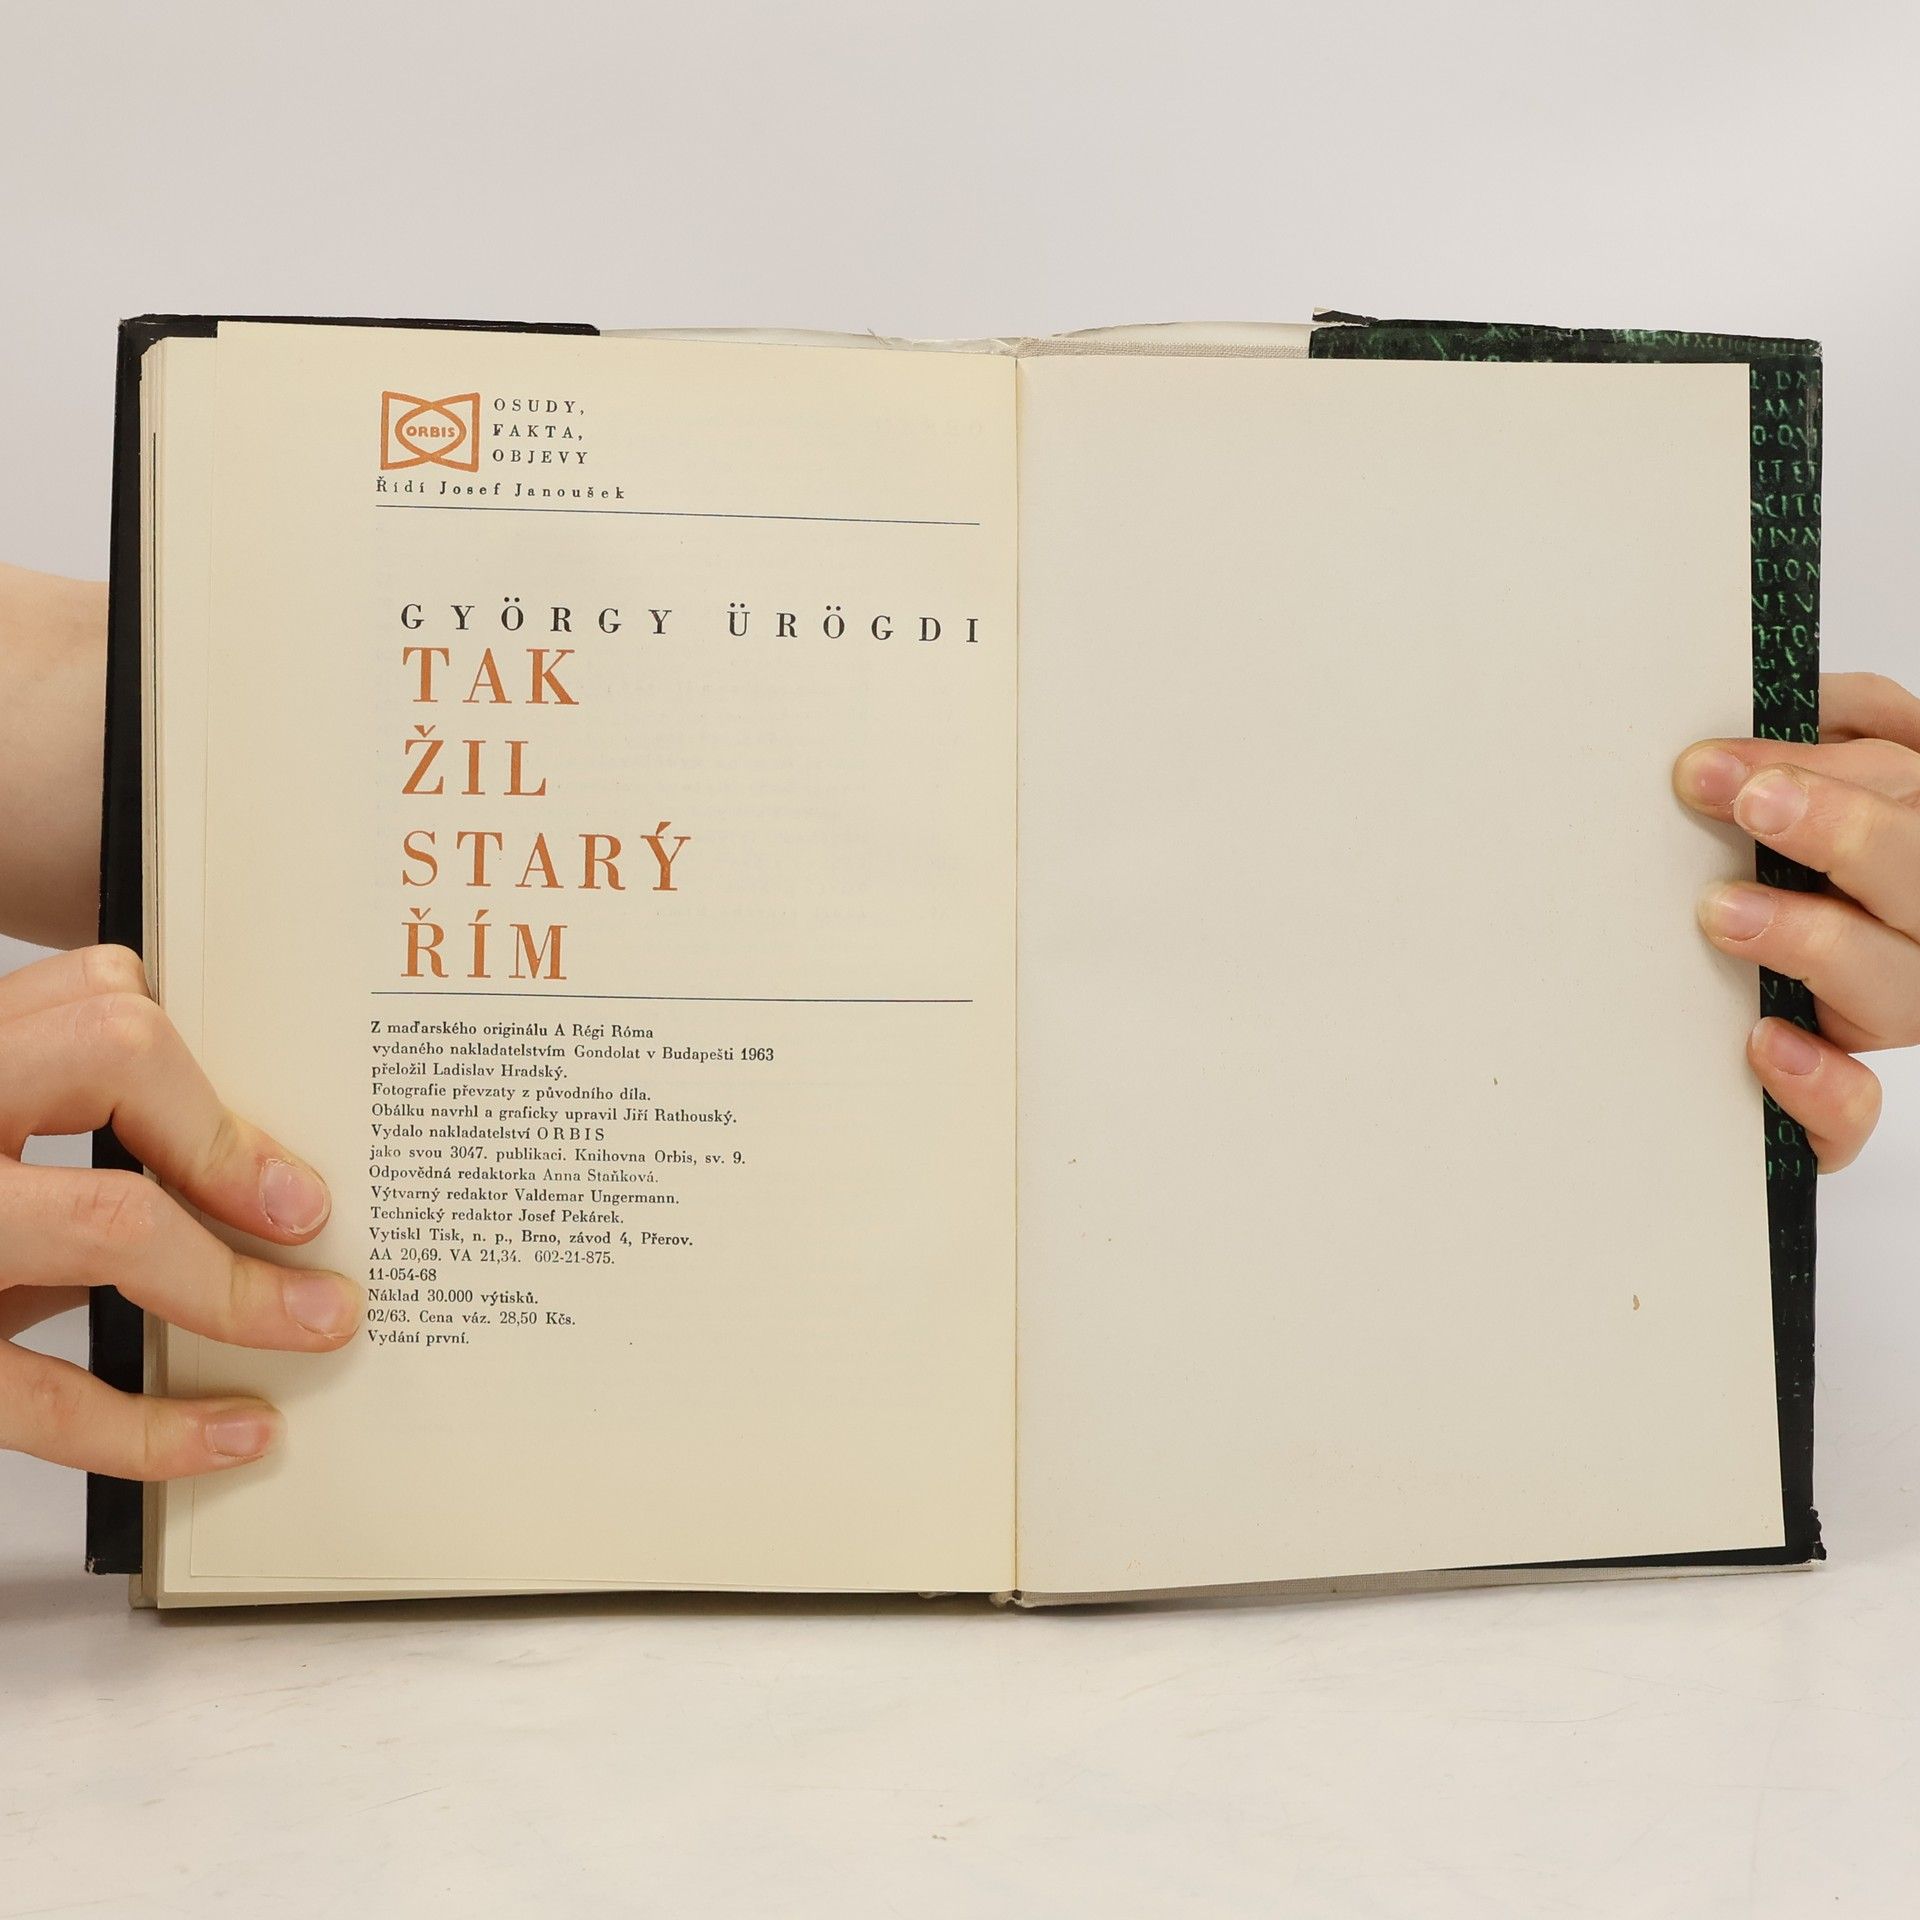 ORBIS
OSUDY,
FAKTA,
OBJEVY
Řídí Josef Janoušek
GYÖRGY ÜRÖGDI
TAK
ŽIL
STARÝ
ŘÍM
Z maďarského originálu A Régi Róma
vydaného nakladatelstvím Gondolat v Budapešti 1963
přeložil Ladislav Hradský.
Fotografie převzaty z původního díla.
Obálku navrhl a graficky upravil Jiří Rathouský.
Vydalo nakladatelství ORBIS
jako svou 3047. publikaci. Knihovna Orbis, sv. 9.
Odpovědná redaktorka Anna Staňková.
Výtvarný redaktor Valdemar Ungermann.
Technický redaktor Josef Pekárek.
Vytiskl Tisk, n. p., Brno, závod 4, Přerov.
AA 20,69. VA 21,34. 602-21-875.
11-054-68
Náklad 30.000 výtisků.
02/63. Cena váz. 28,50 Kčs.
Vydání první.